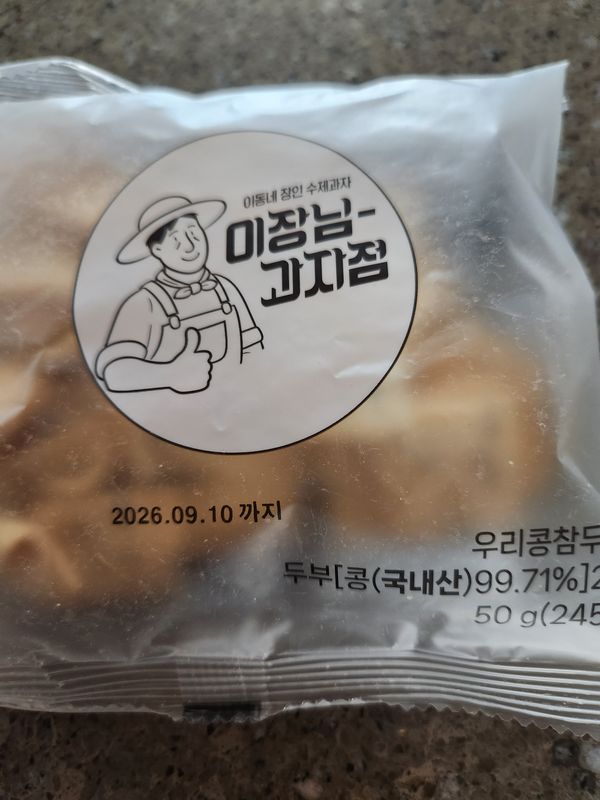 이동네 장인 수제과자
이장님-
과자점
2026.09.10 까지
우리콩참두
두부[콩(국내산)99.71%]2
50 g(245